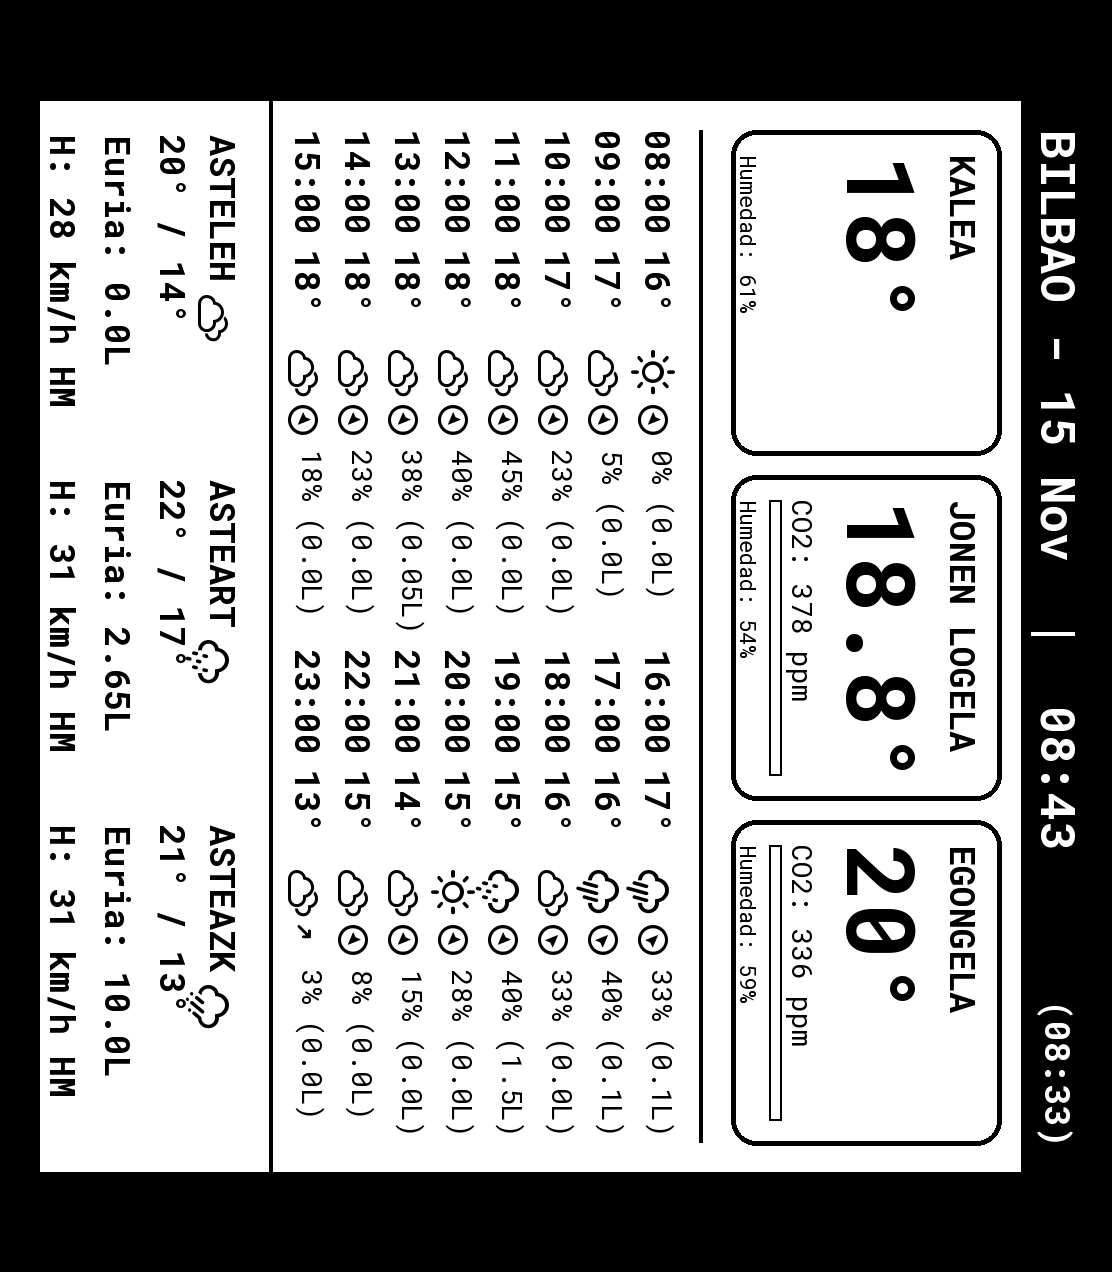 BILBAO - 15 Nov | 08:43 (08:33)
KALEA
18°
Humedad: 61%
JONEN LOGELA
18.8°
CO2: 378 ppm
Humedad: 54%
EGONGELA
20°
CO2: 336 ppm
Humedad: 59%
08:00 16° 0% (0.0L)
09:00 17° 5% (0.0L)
10:00 17° 23% (0.0L)
11:00 18° 45% (0.0L)
12:00 18° 40% (0.0L)
13:00 18° 38% (0.05L)
14:00 18° 23% (0.0L)
15:00 18° 18% (0.0L)
16:00 17° 33% (0.1L)
17:00 16° 40% (0.1L)
18:00 16° 33% (0.0L)
19:00 15° 40% (1.5L)
20:00 15° 28% (0.0L)
21:00 14° 15% (0.0L)
22:00 15° 8% (0.0L)
23:00 13° 3% (0.0L)
ASTELEH
20° / 14°
Euria: 0.0L
H: 28 km/h HM
ASTEART
22° / 17°
Euria: 2.65L
H: 31 km/h HM
ASTEAZK
21° / 13°
Euria: 10.0L
H: 31 km/h HM